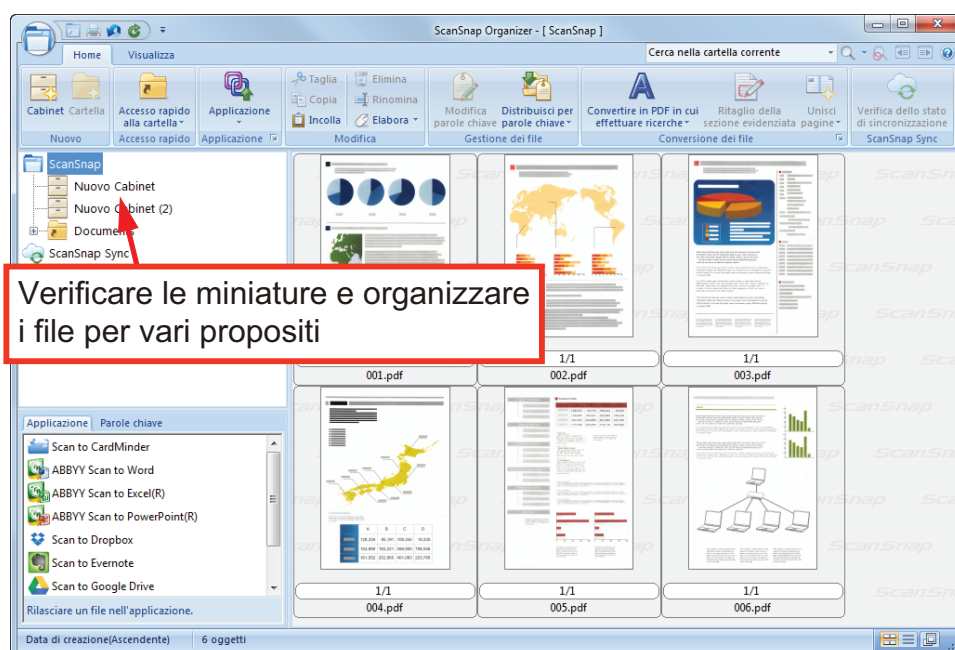 ScanSnap Organizer - [ ScanSnap ]
Home Visualizza
Cerca nella cartella corrente
Cabinet Cartella
Nuovo
Accesso rapido
alla cartella
Accesso rapido
Applicazione
Applicazione
Taglia Elimina
Copia Rinomina
Incolla Elabora
Modifica
Modifica
parole chiave
Distribuisci per
parole chiave
Gestione dei file
Convertire in PDF in cui
effettuare ricerche
Ritaglio della
sezione evidenziata
Unisci
pagine
Conversione dei file
Verifica dello stato
di sincronizzazione
ScanSnap Sync
ScanSnap
Nuovo Cabinet
Nuovo Cabinet (2)
Documents
ScanSnap Sync
Verificare le miniature e organizzare
i file per vari propositi
1/1
001.pdf
1/1
002.pdf
1/1
003.pdf
Applicazione Parole chiave
Scan to CardMinder
ABBYY Scan to Word
ABBYY Scan to Excel(R)
ABBYY Scan to PowerPoint(R)
Scan to Dropbox
Scan to Evernote
Scan to Google Drive
Rilasciare un file nell'applicazione.
A B C D
1/1
004.pdf
1/1
005.pdf
1/1
006.pdf
Data di creazione(Ascendente) 6 oggetti